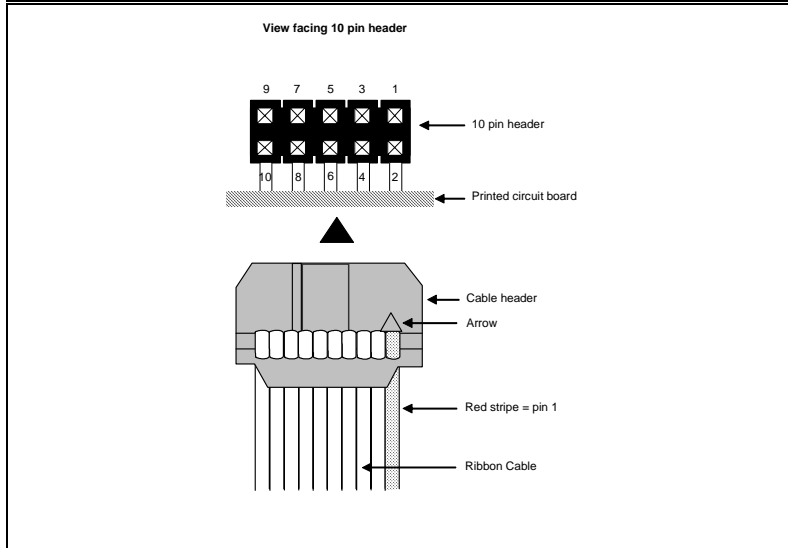 View facing 10 pin header
9 7 5 3 1
10 pin header
10 8 6 4 2
Printed circuit board
Cable header
Arrow
Red stripe = pin 1
Ribbon Cable